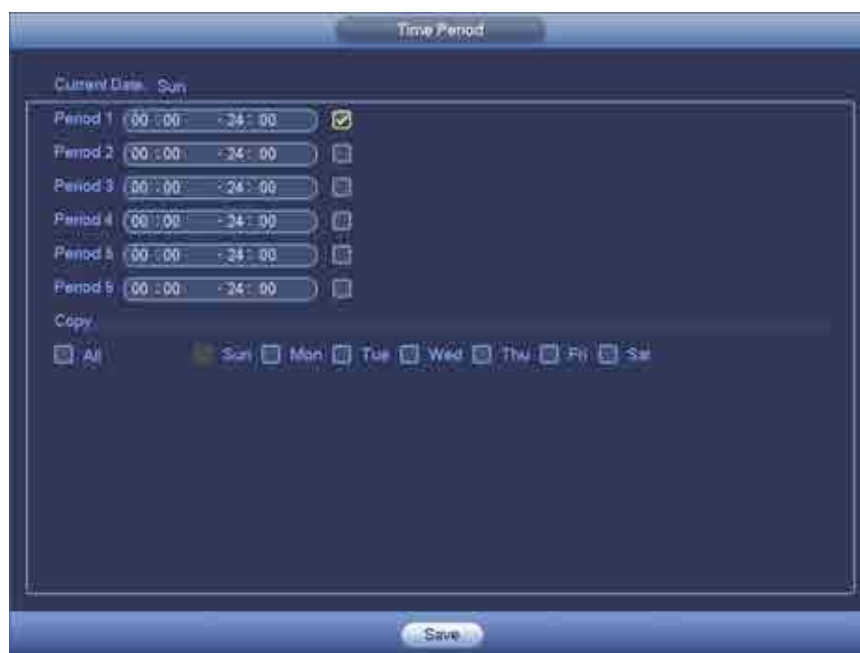 Time Period
Current Date: Sun
Period 1 00 : 00 - 24 : 00
Period 2 00 : 00 - 24 : 00
Period 3 00 : 00 - 24 : 00
Period 4 00 : 00 - 24 : 00
Period 5 00 : 00 - 24 : 00
Period 6 00 : 00 - 24 : 00
Copy
All Sun Mon Tue Wed Thu Fri Sat
Save